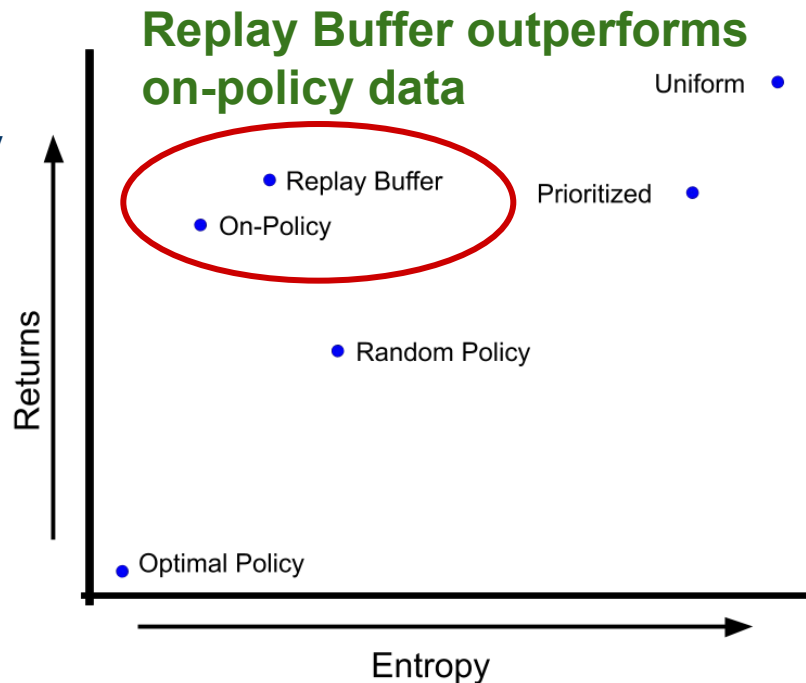 Replay Buffer outperforms
on-policy data
Uniform
Replay Buffer
Prioritized
On-Policy
Random Policy
Returns
Optimal Policy
Entropy